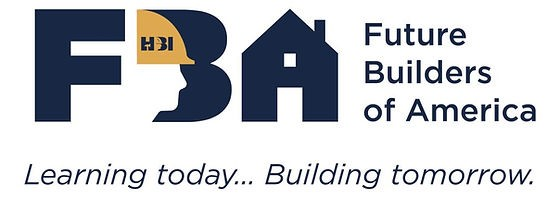 FBA
HBI
Future
Builders
of America
Learning today... Building tomorrow.